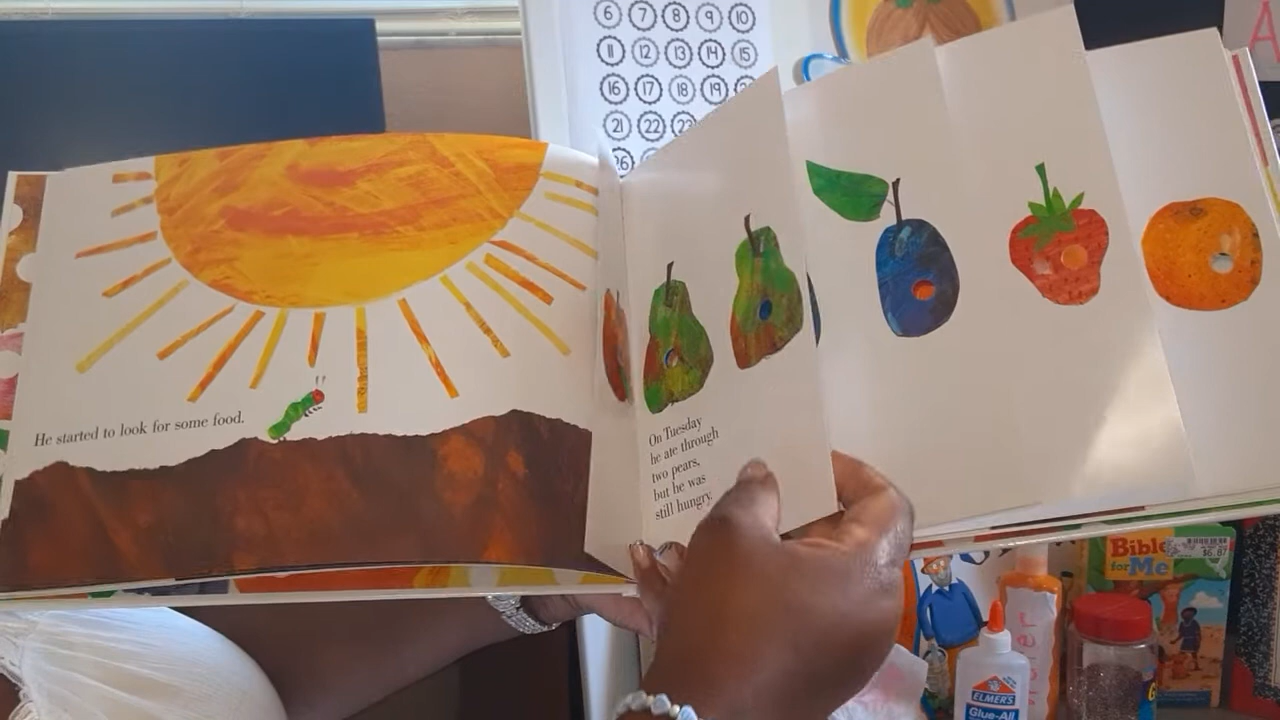 6 7 8 9 10
11 12 13 14 15
16 17 18 19
21 22 23
26
A
He started to look for some food.
On Tuesday
he ate through
two pears,
but he was
still hungry.
Bible
for Me
$6.87
ELMER'S
Glue-All